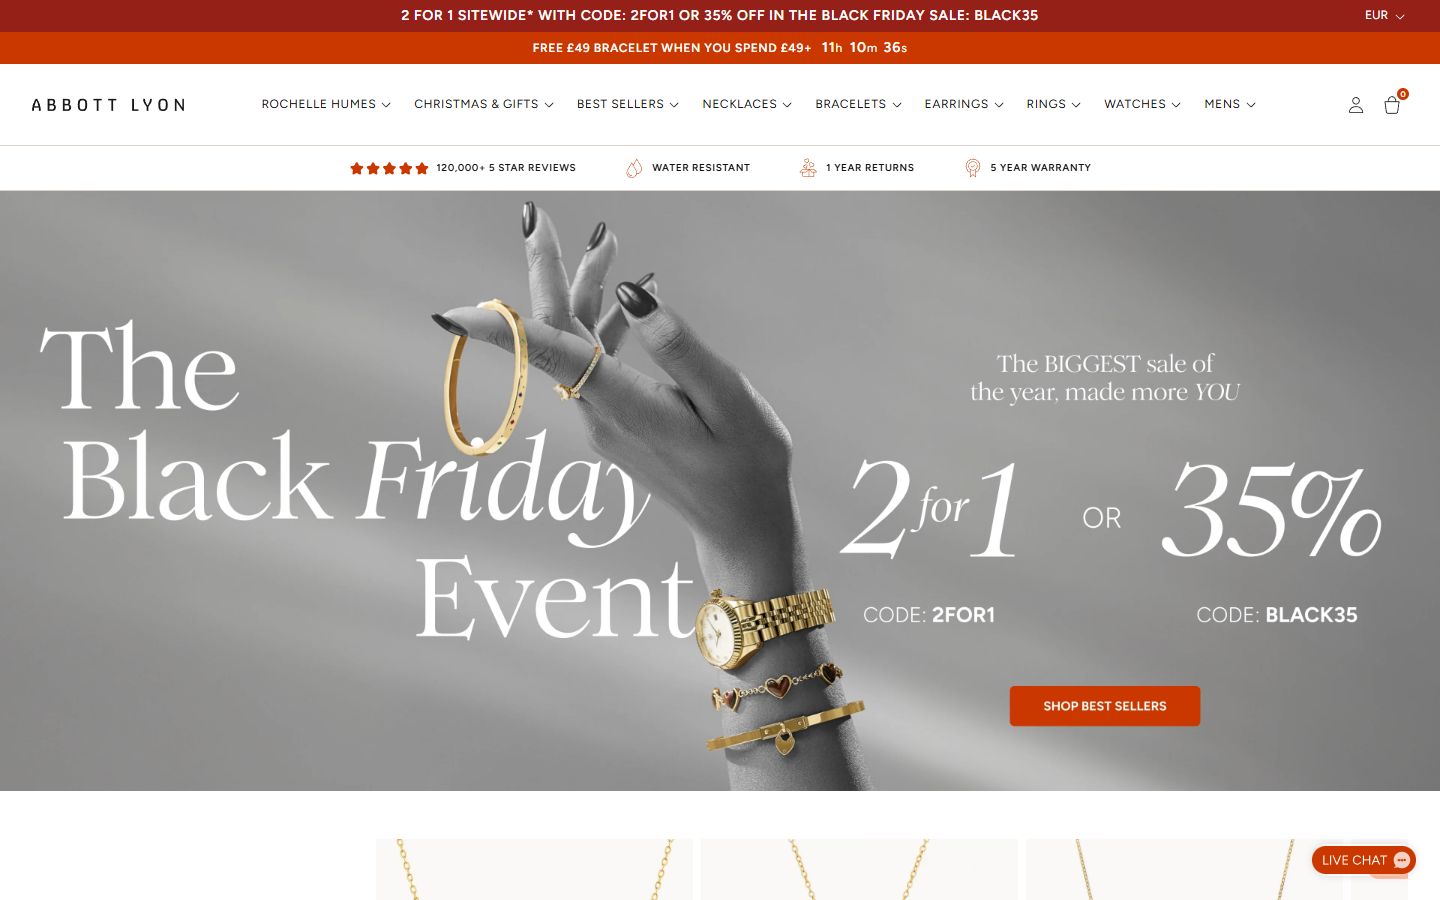 2 FOR 1 SITEWIDE* WITH CODE: 2FOR1 OR 35% OFF IN THE BLACK FRIDAY SALE: BLACK35
EUR
FREE £49 BRACELET WHEN YOU SPEND £49+ 11h 10m 36s
ABBOTT LYON
ROCHELLE HUMES
CHRISTMAS & GIFTS
BEST SELLERS
NECKLACES
BRACELETS
EARRINGS
RINGS
WATCHES
MENS
0
120,000+ 5 STAR REVIEWS
WATER RESISTANT
1 YEAR RETURNS
5 YEAR WARRANTY
The
Black Friday
Event
The BIGGEST sale of
the year, made more YOU
2 for 1 OR 35%
CODE: 2FOR1
CODE: BLACK35
SHOP BEST SELLERS
LIVE CHAT